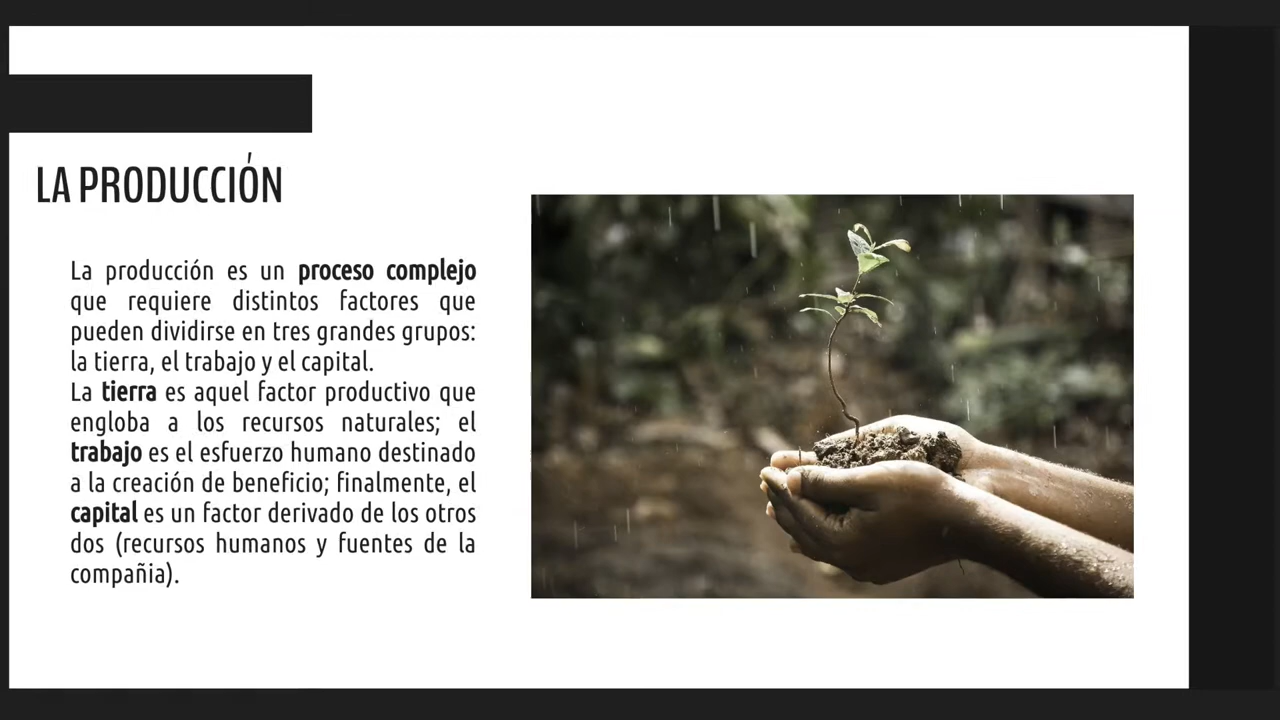 LA PRODUCCIÓN
La producción es un proceso complejo
que requiere distintos factores que
pueden dividirse en tres grandes grupos:
la tierra, el trabajo y el capital.
La tierra es aquel factor productivo que
engloba a los recursos naturales; el
trabajo es el esfuerzo humano destinado
a la creación de beneficio; finalmente, el
capital es un factor derivado de los otros
dos (recursos humanos y fuentes de la
compañia).